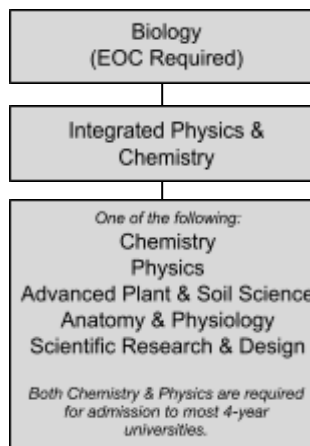 Biology
(EOC Required)
Integrated Physics &
Chemistry
One of the following:
Chemistry
Physics
Advanced Plant & Soil Science
Anatomy & Physiology
Scientific Research & Design
Both Chemistry & Physics are required
for admission to most 4-year
universities.